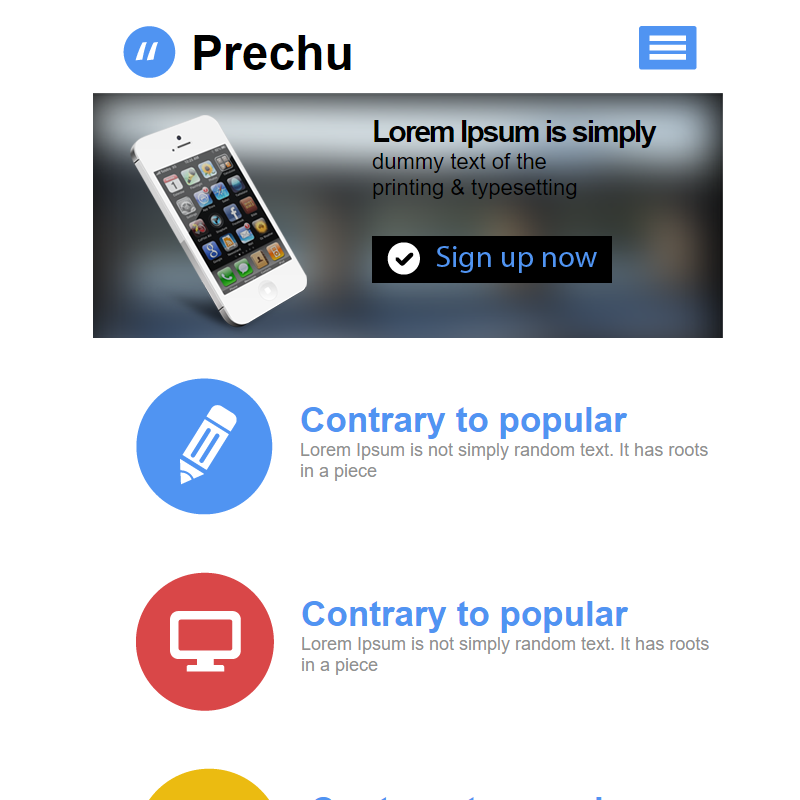 Prechu
Lorem Ipsum is simply
dummy text of the
printing & typesetting
Sign up now
Contrary to popular
Lorem Ipsum is not simply random text. It has roots
in a piece
Contrary to popular
Lorem Ipsum is not simply random text. It has roots
in a piece